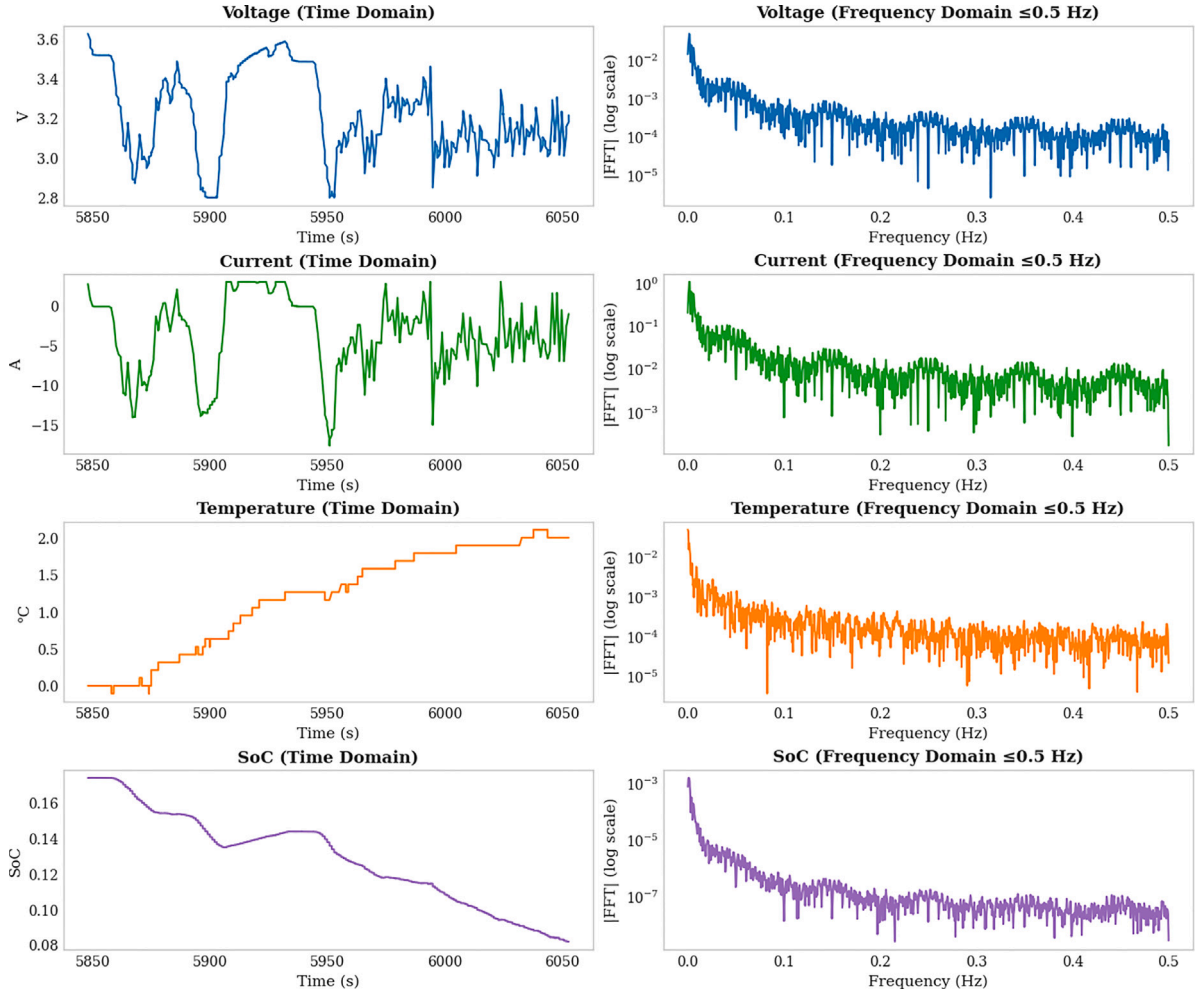 Voltage (Time Domain)
3.6
3.4
3.2
3.0
2.8
V
5850 5900 5950 6000 6050
Time (s)
Voltage (Frequency Domain ≤0.5 Hz)
10⁻²
10⁻³
10⁻⁴
10⁻⁵
|FFT| (log scale)
0.0 0.1 0.2 0.3 0.4 0.5
Frequency (Hz)
Current (Time Domain)
0
−5
−10
−15
A
5850 5900 5950 6000 6050
Time (s)
Current (Frequency Domain ≤0.5 Hz)
10⁰
10⁻¹
10⁻²
10⁻³
|FFT| (log scale)
0.0 0.1 0.2 0.3 0.4 0.5
Frequency (Hz)
Temperature (Time Domain)
2.0
1.5
1.0
0.5
0.0
°C
5850 5900 5950 6000 6050
Time (s)
Temperature (Frequency Domain ≤0.5 Hz)
10⁻²
10⁻³
10⁻⁴
10⁻⁵
|FFT| (log scale)
0.0 0.1 0.2 0.3 0.4 0.5
Frequency (Hz)
SoC (Time Domain)
0.16
0.14
0.12
0.10
0.08
SoC
5850 5900 5950 6000 6050
Time (s)
SoC (Frequency Domain ≤0.5 Hz)
10⁻³
10⁻⁵
10⁻⁷
|FFT| (log scale)
0.0 0.1 0.2 0.3 0.4 0.5
Frequency (Hz)